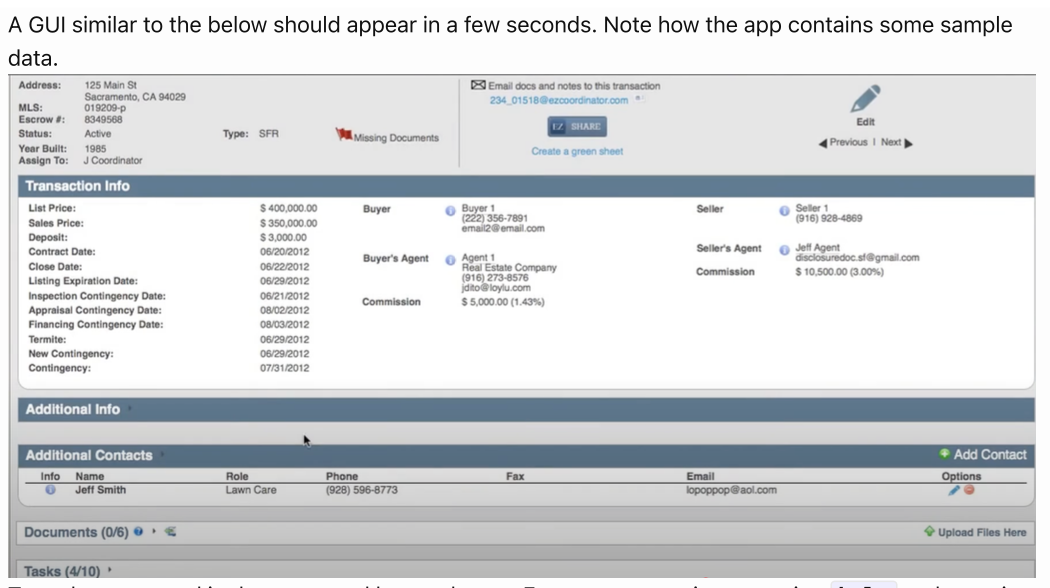 A GUI similar to the below should appear in a few seconds. Note how the app contains some sample
data.
Address: 125 Main St
Sacramento, CA 94029
MLS: 019209-p
Escrow #: 8349568
Status: Active
Type: SFR
Missing Documents
Year Built: 1985
Assign To: J Coordinator
Email docs and notes to this transaction
234_01518@ezcoordinator.com
EZ SHARE
Create a green sheet
Edit
Previous | Next
Transaction Info
List Price: $ 400,000.00
Sales Price: $ 350,000.00
Deposit: $ 3,000.00
Contract Date: 06/20/2012
Close Date: 06/22/2012
Listing Expiration Date: 06/29/2012
Inspection Contingency Date: 06/21/2012
Appraisal Contingency Date: 08/02/2012
Financing Contingency Date: 08/03/2012
Termite: 06/29/2012
New Contingency: 06/29/2012
Contingency: 07/31/2012
Buyer Buyer 1
(222) 356-7891
email2@email.com
Buyer's Agent Agent 1
Real Estate Company
(916) 273-8576
jdito@loylu.com
Commission $ 5,000.00 (1.43%)
Seller Seller 1
(916) 928-4869
Seller's Agent Jeff Agent
disclosuredoc.sf@gmail.com
Commission $ 10,500.00 (3.00%)
Additional Info
Additional Contacts
Add Contact
Info Name Role Phone Fax Email Options
Jeff Smith Lawn Care (928) 596-8773 lopoppop@aol.com
Documents (0/6)
Upload Files Here
Tasks (4/10)